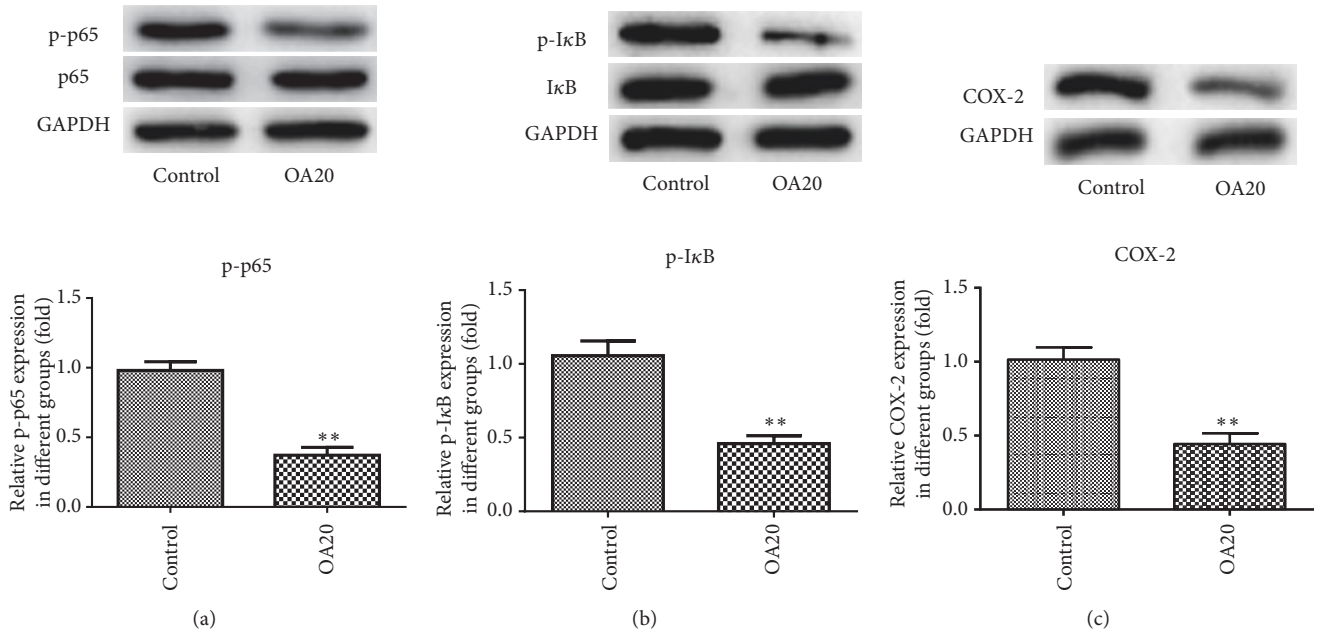 p-p65
p65
GAPDH
Control OA20
p-IκB
IκB
GAPDH
Control OA20
COX-2
GAPDH
Control OA20
p-p65
Relative p-p65 expression
in different groups (fold)
1.5
1.0
0.5
0.0
**
Control
OA20
(a)
p-IκB
Relative p-IκB expression
in different groups (fold)
1.5
1.0
0.5
0.0
**
Control
OA20
(b)
COX-2
Relative COX-2 expression
in different groups (fold)
1.5
1.0
0.5
0.0
**
Control
OA20
(c)